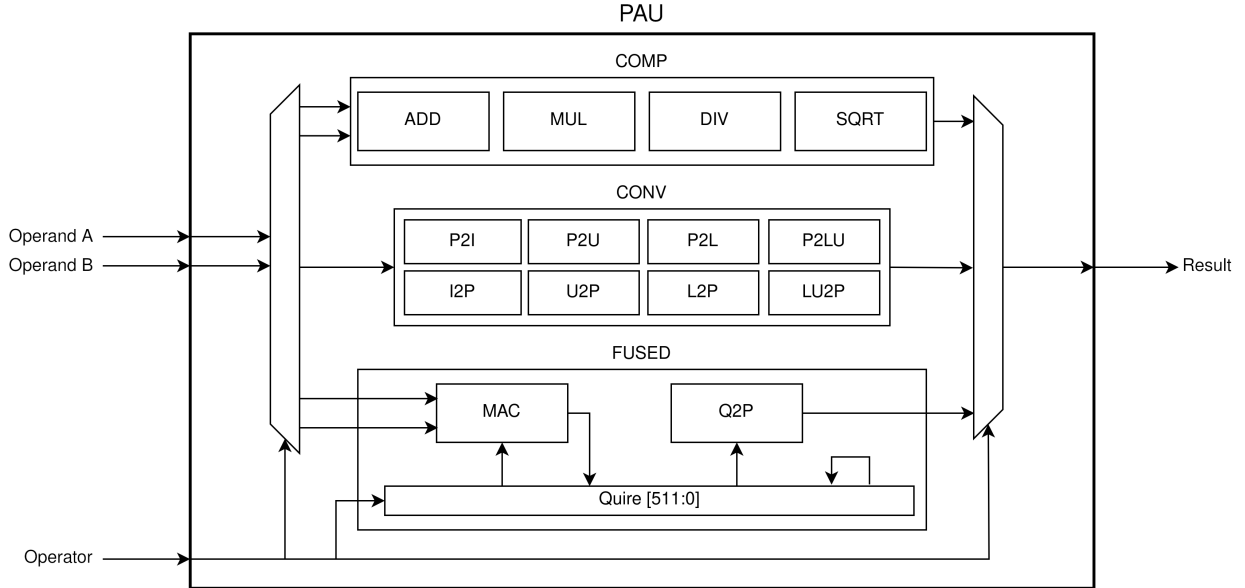 PAU
COMP
ADD MUL DIV SQRT
CONV
P2I P2U P2L P2LU
I2P U2P L2P LU2P
Operand A
Operand B
Result
FUSED
MAC Q2P
Quire [511:0]
Operator